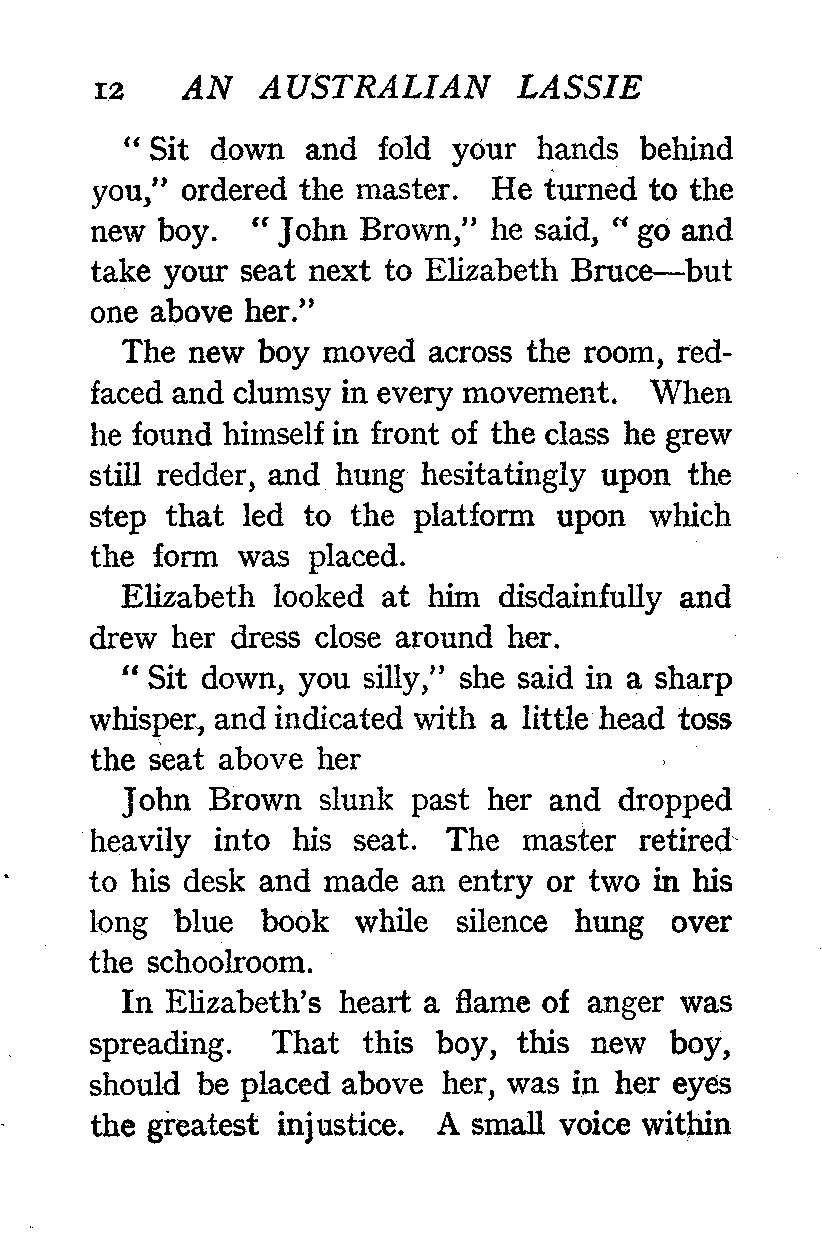 12 AN AUSTRALIAN LASSIE
“ Sit down and fold your hands behind
you,” ordered the master. He turned to the
new boy. “ John Brown,” he said, “ go and
take your seat next to Elizabeth Bruce—but
one above her.”
The new boy moved across the room, red-
faced and clumsy in every movement. When
he found himself in front of the class he grew
still redder, and hung hesitatingly upon the
step that led to the platform upon which
the form was placed.
Elizabeth looked at him disdainfully and
drew her dress close around her.
“ Sit down, you silly,” she said in a sharp
whisper, and indicated with a little head toss
the seat above her
John Brown slunk past her and dropped
heavily into his seat. The master retired
to his desk and made an entry or two in his
long blue book while silence hung over
the schoolroom.
In Elizabeth’s heart a flame of anger was
spreading. That this boy, this new boy,
should be placed above her, was in her eyes
the greatest injustice. A small voice within